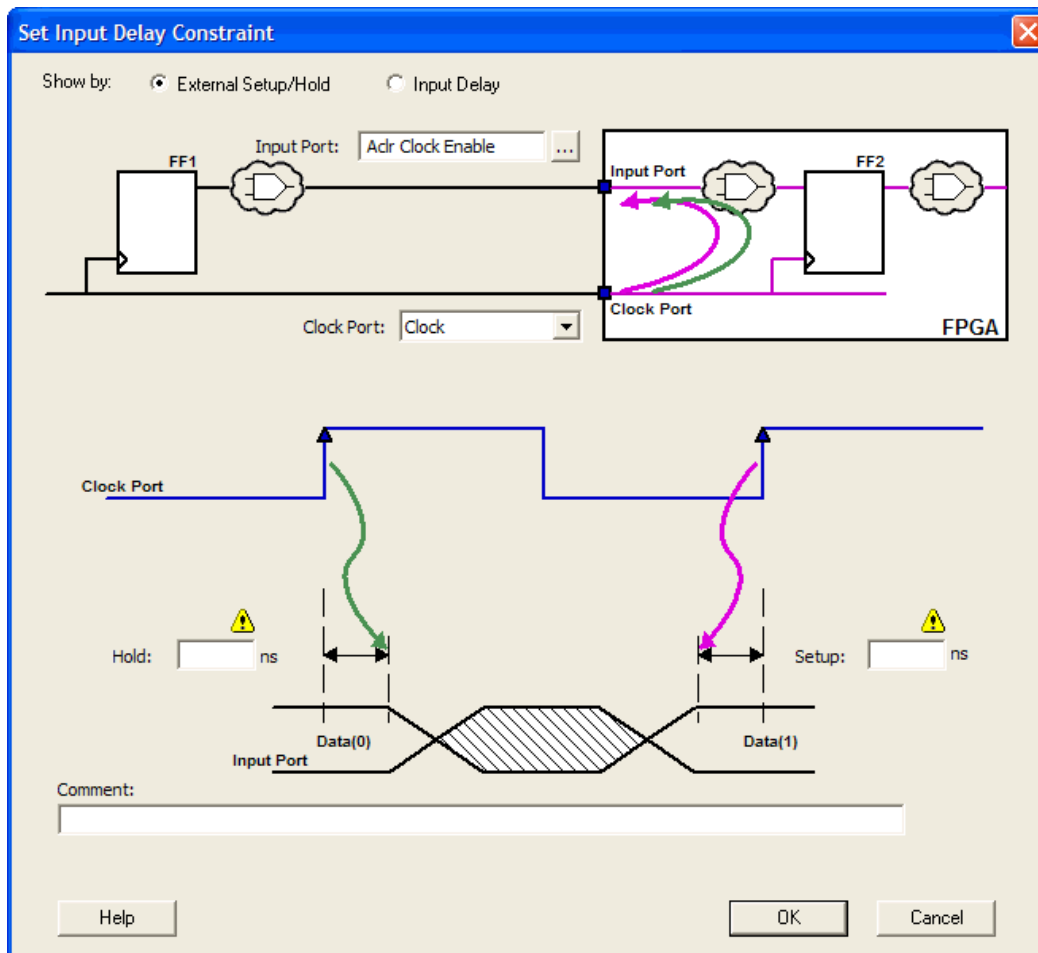 Set Input Delay Constraint
Show by: External Setup/Hold Input Delay
Input Port: Aclr Clock Enable ...
FF1
Input Port
FF2
Clock Port
Clock Port: Clock
FPGA
Clock Port
Hold: ns
Setup: ns
Data(0) Data(1)
Input Port
Comment:
Help OK Cancel